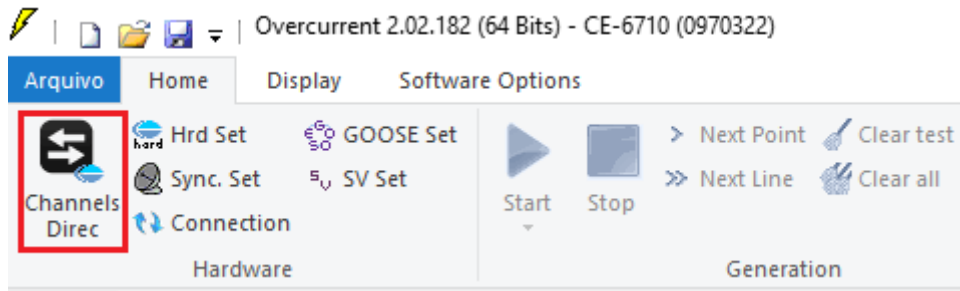 Overcurrent 2.02.182 (64 Bits) - CE-6710 (0970322)
Arquivo Home Display Software Options
Channels Direc
hard Hrd Set
Sync. Set
Connection
GOOSE Set
SV Set
Hardware
Start
Stop
Next Point
Next Line
Clear test
Clear all
Generation